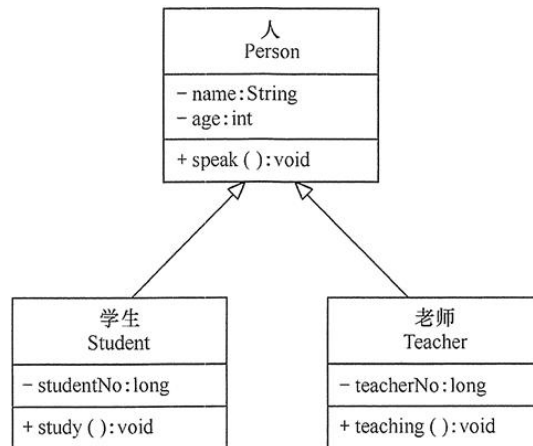 人
Person
- name:String
- age:int
+ speak ( ):void
学生
Student
- studentNo:long
+ study ( ):void
老师
Teacher
- teacherNo:long
+ teaching ( ):void